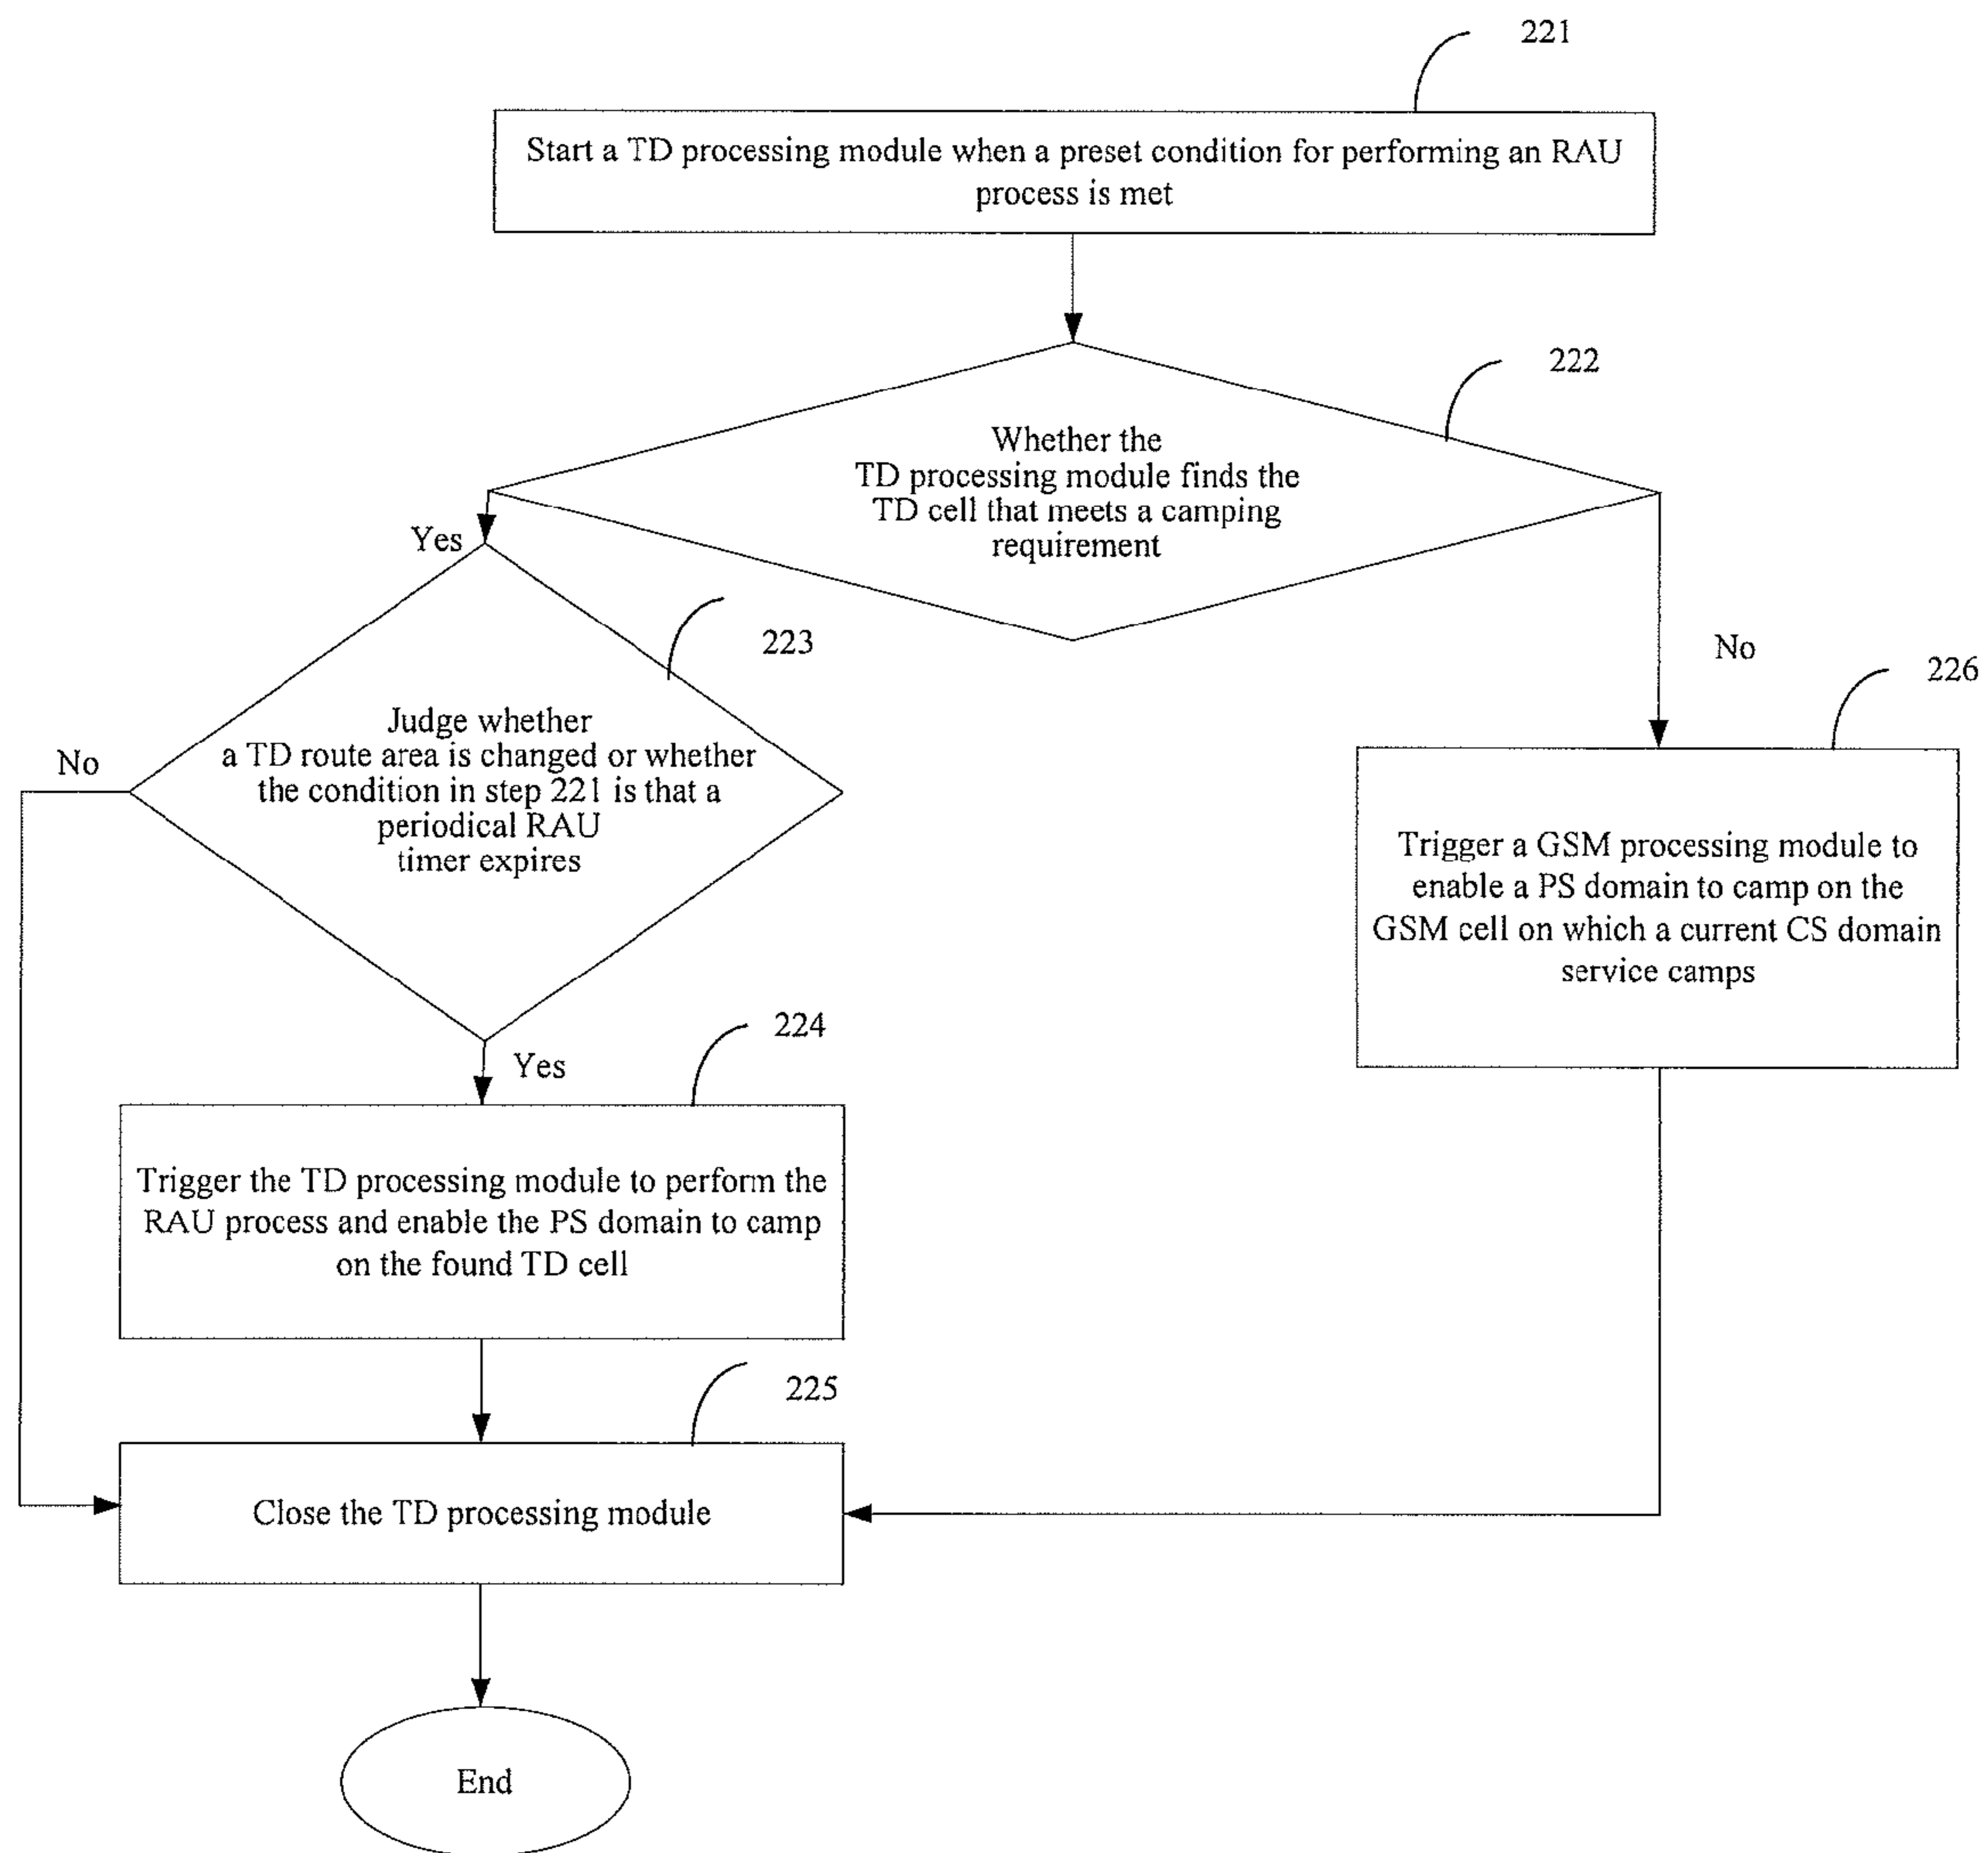 221
Start a TD processing module when a preset condition for performing an RAU
process is met
222
Whether the
TD processing module finds the
TD cell that meets a camping
requirement
Yes
No
223
Judge whether
a TD route area is changed or whether
the condition in step 221 is that a
periodical RAU
timer expires
No
226
Trigger a GSM processing module to
enable a PS domain to camp on the
GSM cell on which a current CS domain
service camps
Yes
224
Trigger the TD processing module to perform the
RAU process and enable the PS domain to camp
on the found TD cell
225
Close the TD processing module
End